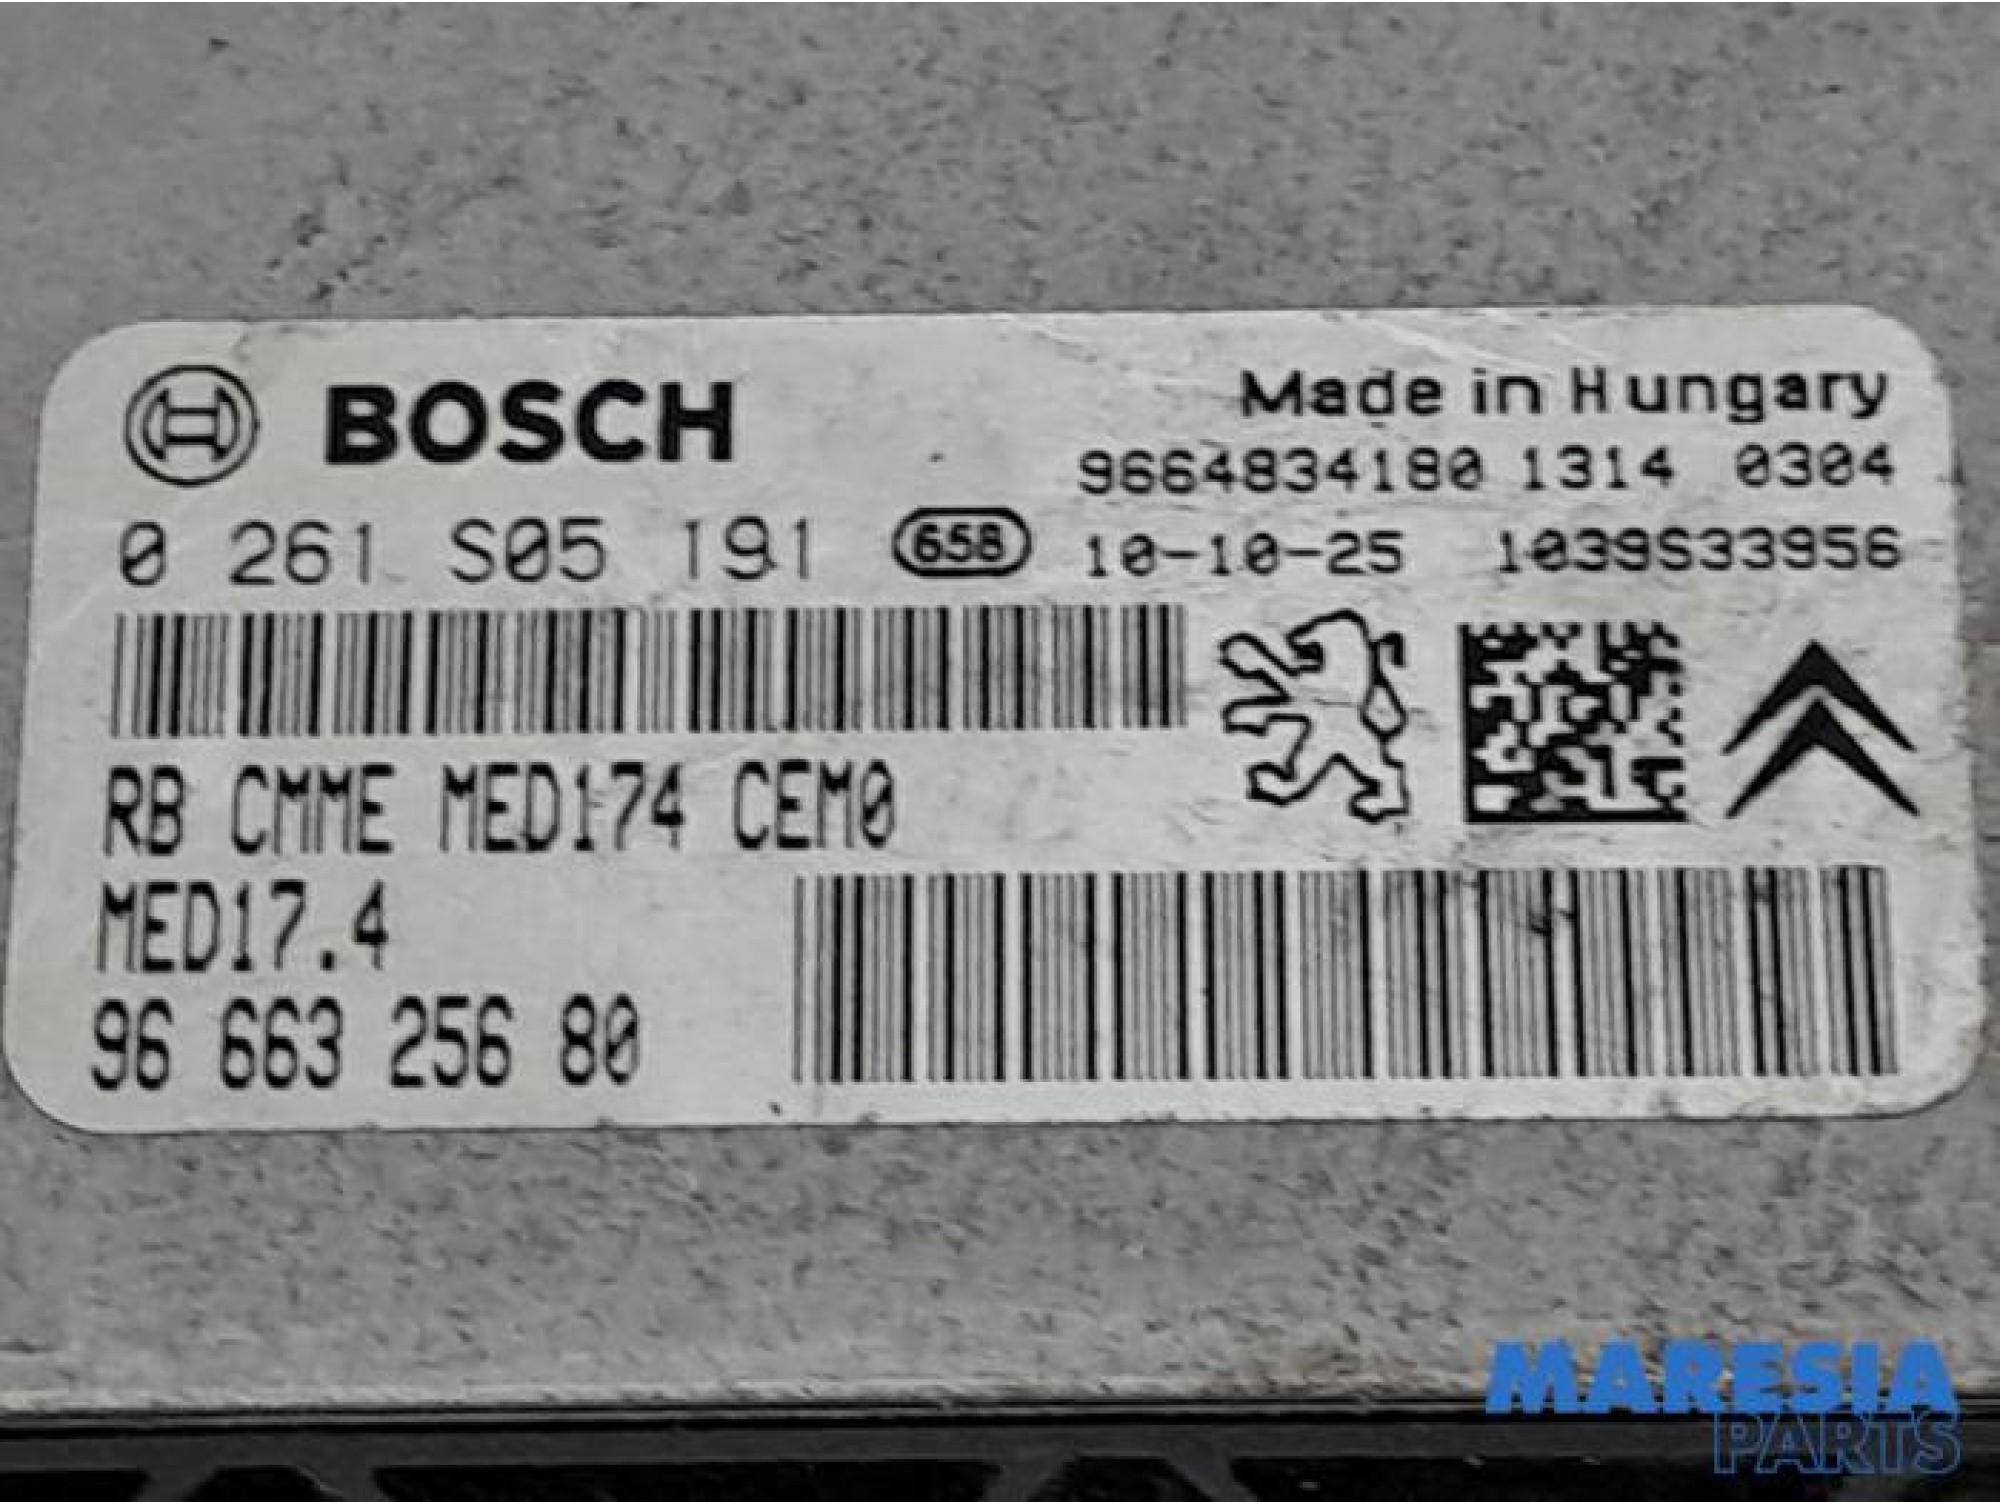 BOSCH
Made in Hungary
9664834180 1314 0304
0 261 S05 191 658 10-10-25 1039S33956
RB CMME MED174 CEM0
MED17.4
96 663 256 80
MARESIA
PARTS